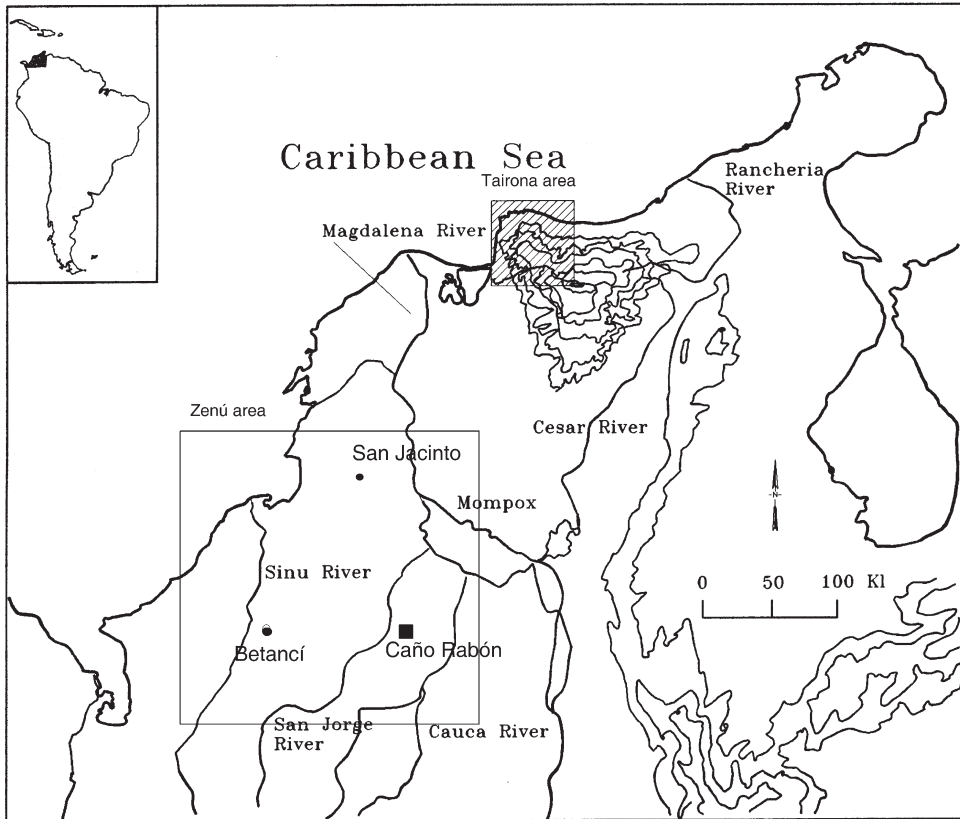 Caribbean Sea
Tairona area
Rancheria
River
Magdalena River
Zenú area
San Jacinto
Cesar River
Mompox
N
Sinu River
0 50 100 Kl
Betancí
Caño Rabón
San Jorge
River
Cauca River